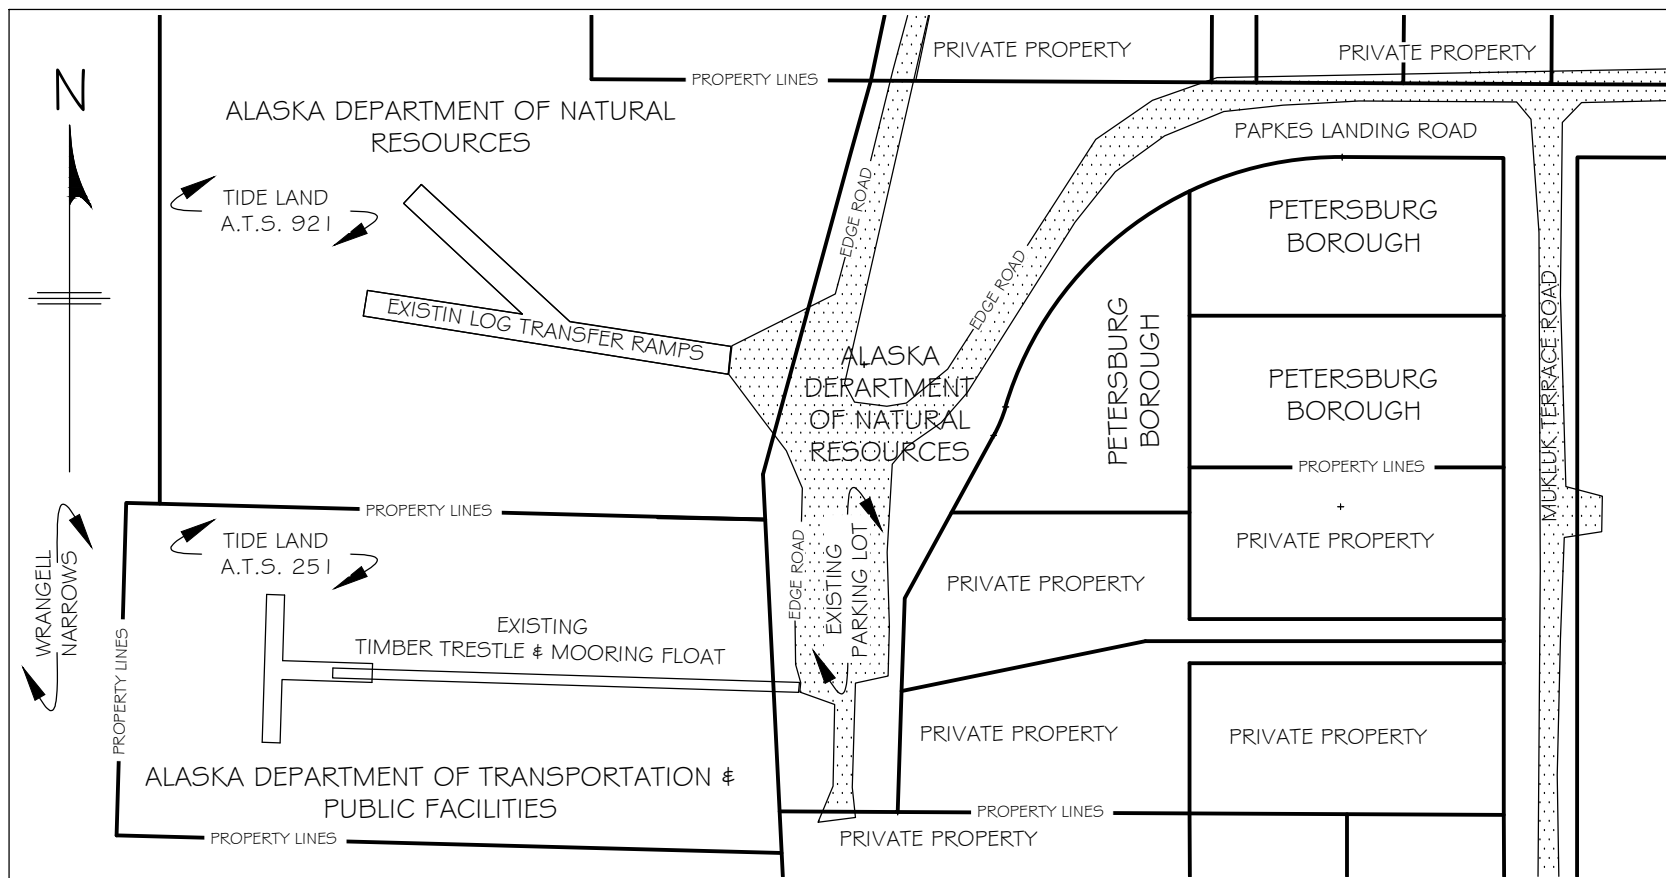 PRIVATE PROPERTY
PRIVATE PROPERTY
PROPERTY LINES
N
ALASKA DEPARTMENT OF NATURAL
RESOURCES
PAPKES LANDING ROAD
TIDE LAND
A.T.S. 921
EDGE ROAD
EDGE ROAD
PETERSBURG
BOROUGH
EXISTIN LOG TRANSFER RAMPS
ALASKA
DEPARTMENT
OF NATURAL
RESOURCES
PETERSBURG
BOROUGH
PETERSBURG
BOROUGH
MUKLUK TERRACE ROAD
PROPERTY LINES
PROPERTY LINES
TIDE LAND
A.T.S. 251
WRANGELL
NARROWS
EDGE ROAD
EXISTING
PARKING LOT
PRIVATE PROPERTY
PRIVATE PROPERTY
EXISTING
TIMBER TRESTLE & MOORING FLOAT
PROPERTY LINES
PRIVATE PROPERTY
PRIVATE PROPERTY
ALASKA DEPARTMENT OF TRANSPORTATION &
PUBLIC FACILITIES
PROPERTY LINES
PROPERTY LINES
PRIVATE PROPERTY